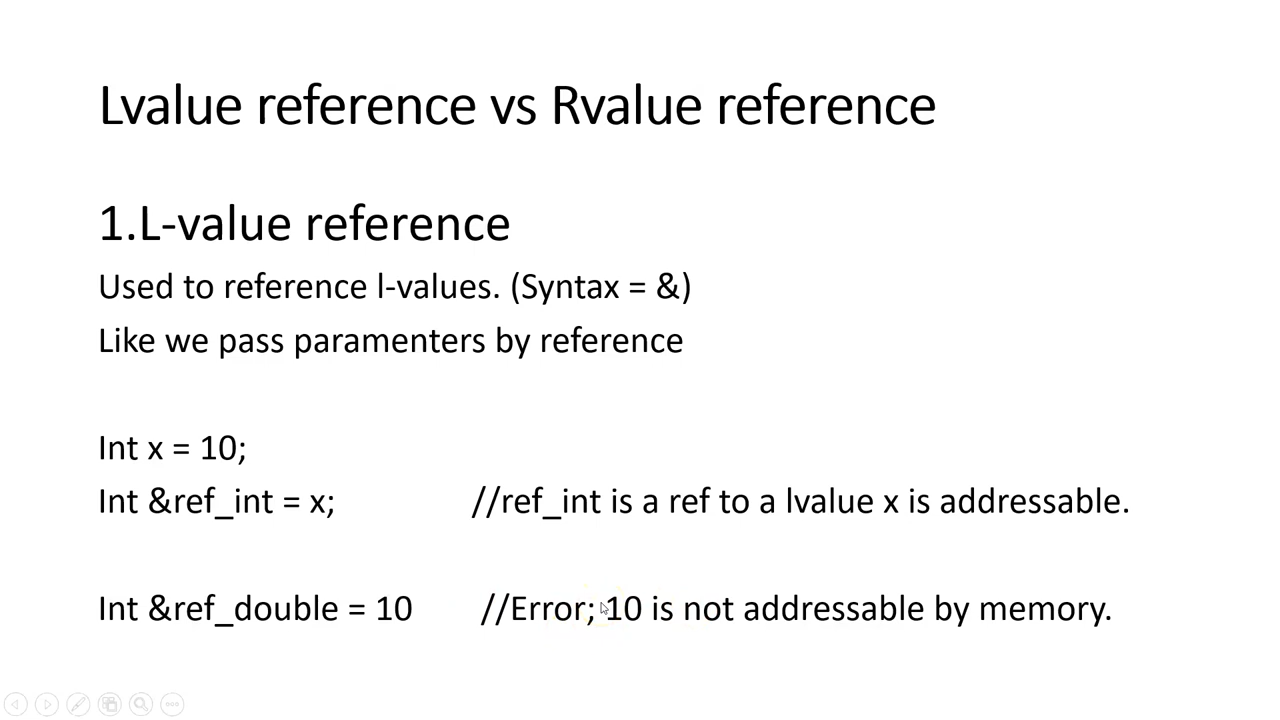 Lvalue reference vs Rvalue reference
1.L-value reference
Used to reference l-values. (Syntax = &)
Like we pass paramenters by reference
Int x = 10;
Int &ref_int = x; //ref_int is a ref to a lvalue x is addressable.
Int &ref_double = 10 //Error; 10 is not addressable by memory.